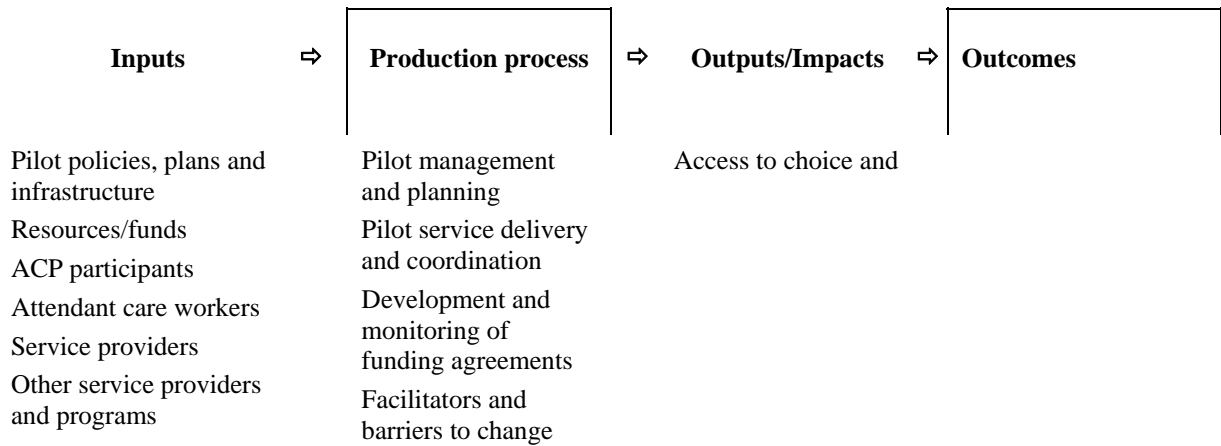 Inputs ⇨ Production process ⇨ Outputs/Impacts ⇨ Outcomes
Pilot policies, plans and
infrastructure
Resources/funds
ACP participants
Attendant care workers
Service providers
Other service providers
and programs
Pilot management
and planning
Pilot service delivery
and coordination
Development and
monitoring of
funding agreements
Facilitators and
barriers to change
Access to choice and